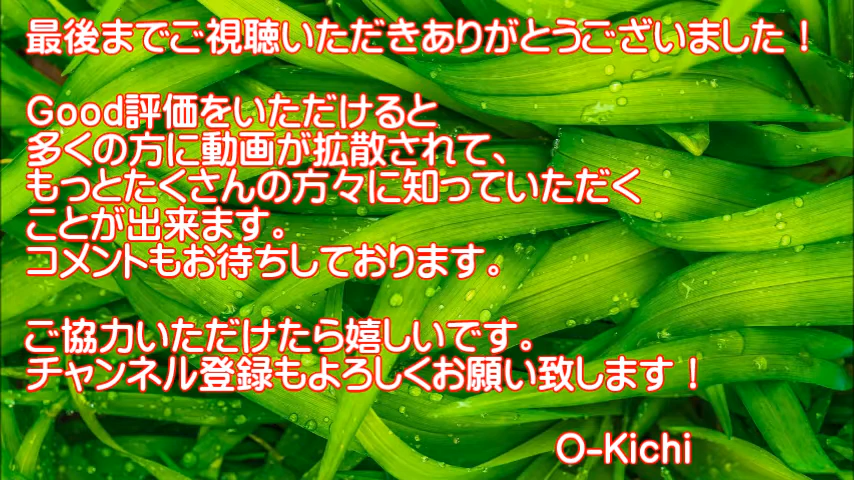 最後までご視聴いただきありがとうございました！
Good評価をいただけると
多くの方に動画が拡散されて、
もっとたくさんの方々に知っていただく
ことが出来ます。
コメントもお待ちしております。
ご協力いただけたら嬉しいです。
チャンネル登録もよろしくお願い致します！
O-Kichi